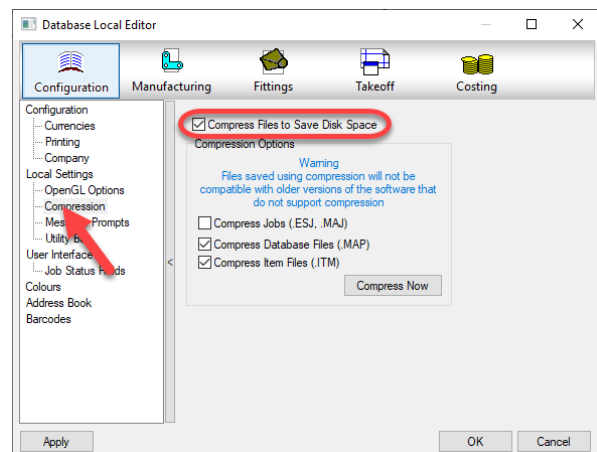 Database Local Editor
Configuration
Manufacturing
Fittings
Takeoff
Costing
Configuration
Currencies
Printing
Company
Local Settings
OpenGL Options
Compression
Prompts
Utility
User Interface
Job Status Fields
Colours
Address Book
Barcodes
<
Compress Files to Save Disk Space
Compression Options
Warning
Files saved using compression will not be
compatible with older versions of the software that
do not support compression
Compress Jobs (.ESJ, .MAJ)
Compress Database Files (.MAP)
Compress Item Files (.ITM)
Compress Now
Apply
OK
Cancel